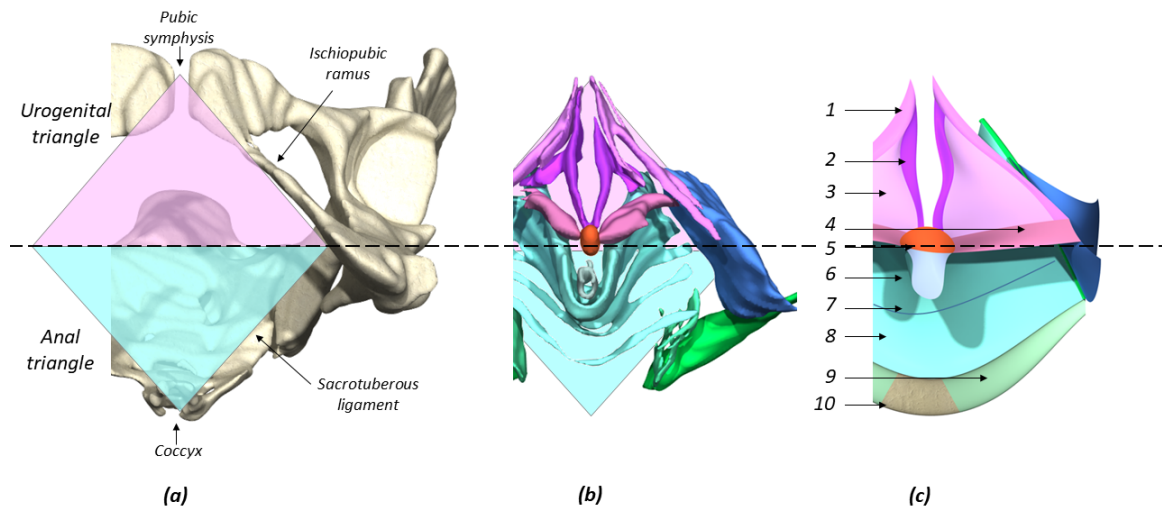 Pubic
symphysis
Ischiopubic
ramus
Urogenital
triangle
Anal
triangle
Sacrotuberous
ligament
Coccyx
(a)
(b)
1
2
3
4
5
6
7
8
9
10
(c)